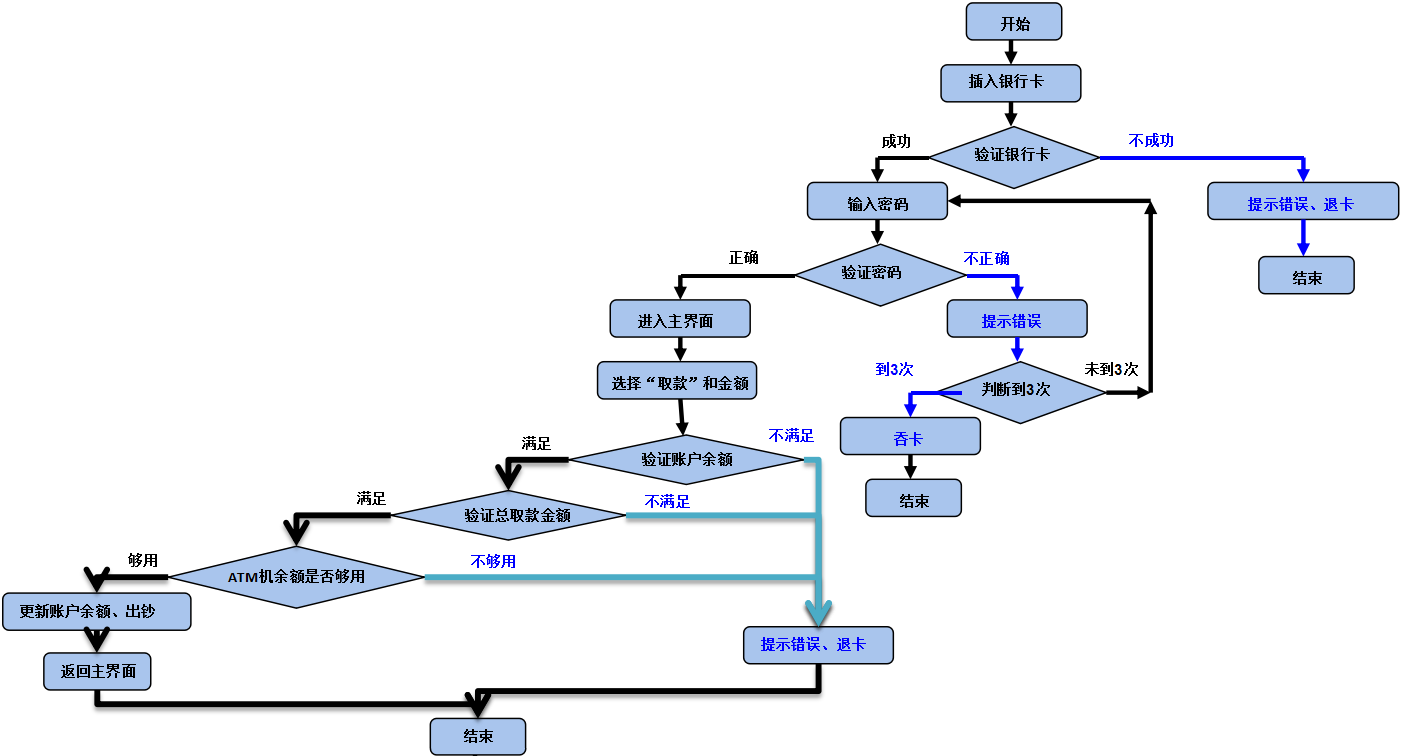 开始
插入银行卡
成功
验证银行卡
不成功
输入密码
提示错误、退卡
正确
验证密码
不正确
结束
进入主界面
提示错误
选择“取款”和金额
到3次
判断到3次
未到3次
吞卡
满足
验证账户余额
不满足
结束
满足
验证总取款金额
不满足
够用
ATM机余额是否够用
不够用
更新账户余额、出钞
提示错误、退卡
返回主界面
结束